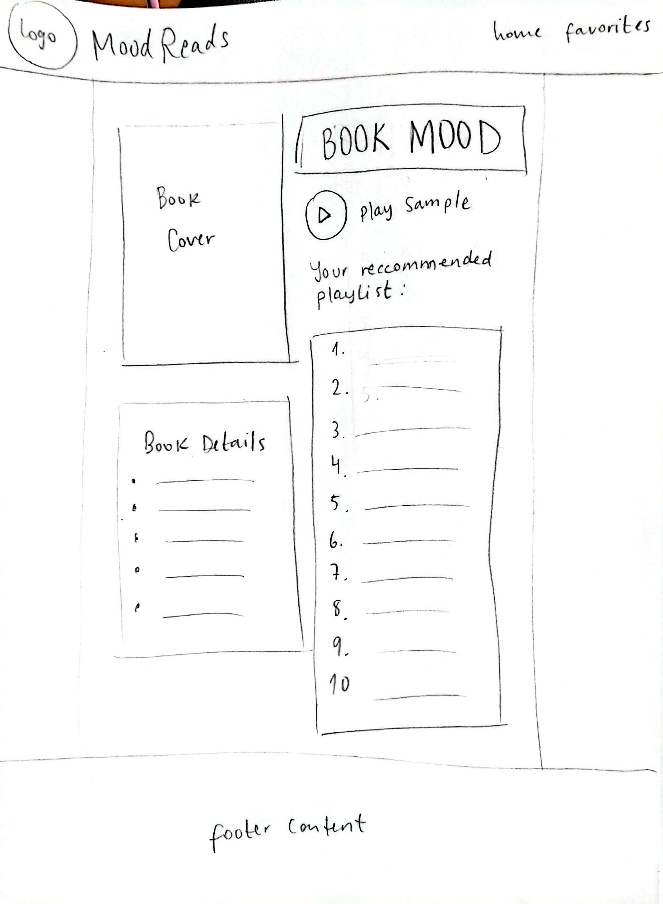 logo
Mood Reads
home favorites
Book
Cover
BOOK MOOD
Play Sample
Your reccommended
playlist :
1.
2.
3.
4.
5.
6.
7.
8.
9.
10
Book Details
footer content